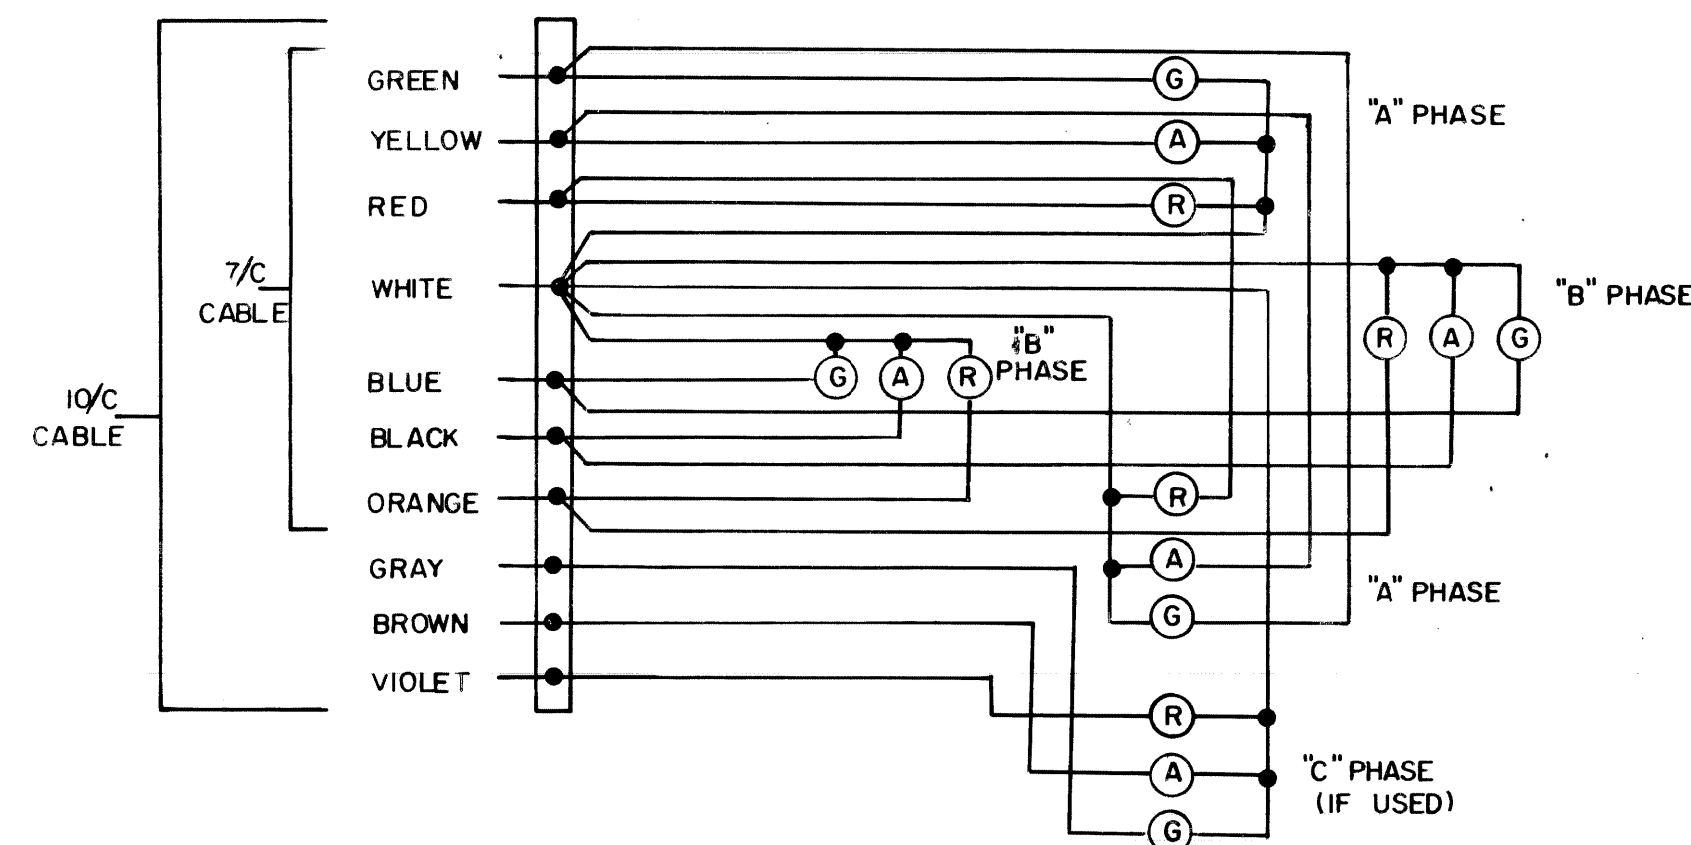 GREEN
G
"A" PHASE
YELLOW
A
RED
R
7/C
CABLE
WHITE
"B" PHASE
R
A
G
"B"
PHASE
BLUE
G
A
R
10/C
CABLE
BLACK
ORANGE
R
GRAY
A
"A" PHASE
BROWN
G
VIOLET
R
"C" PHASE
(IF USED)
A
G